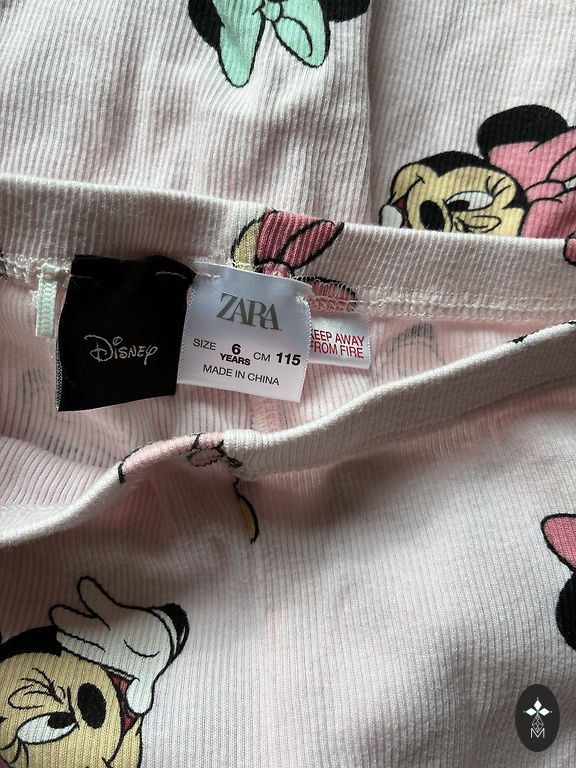 Disney
ZARA
SIZE 6 YEARS CM 115
MADE IN CHINA
KEEP AWAY
FROM FIRE
M